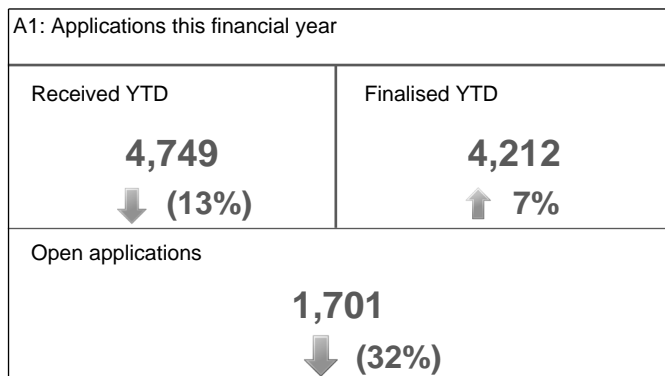 A1: Applications this financial year
Received YTD
Finalised YTD
4,749
4,212
(13%)
7%
Open applications
1,701
(32%)